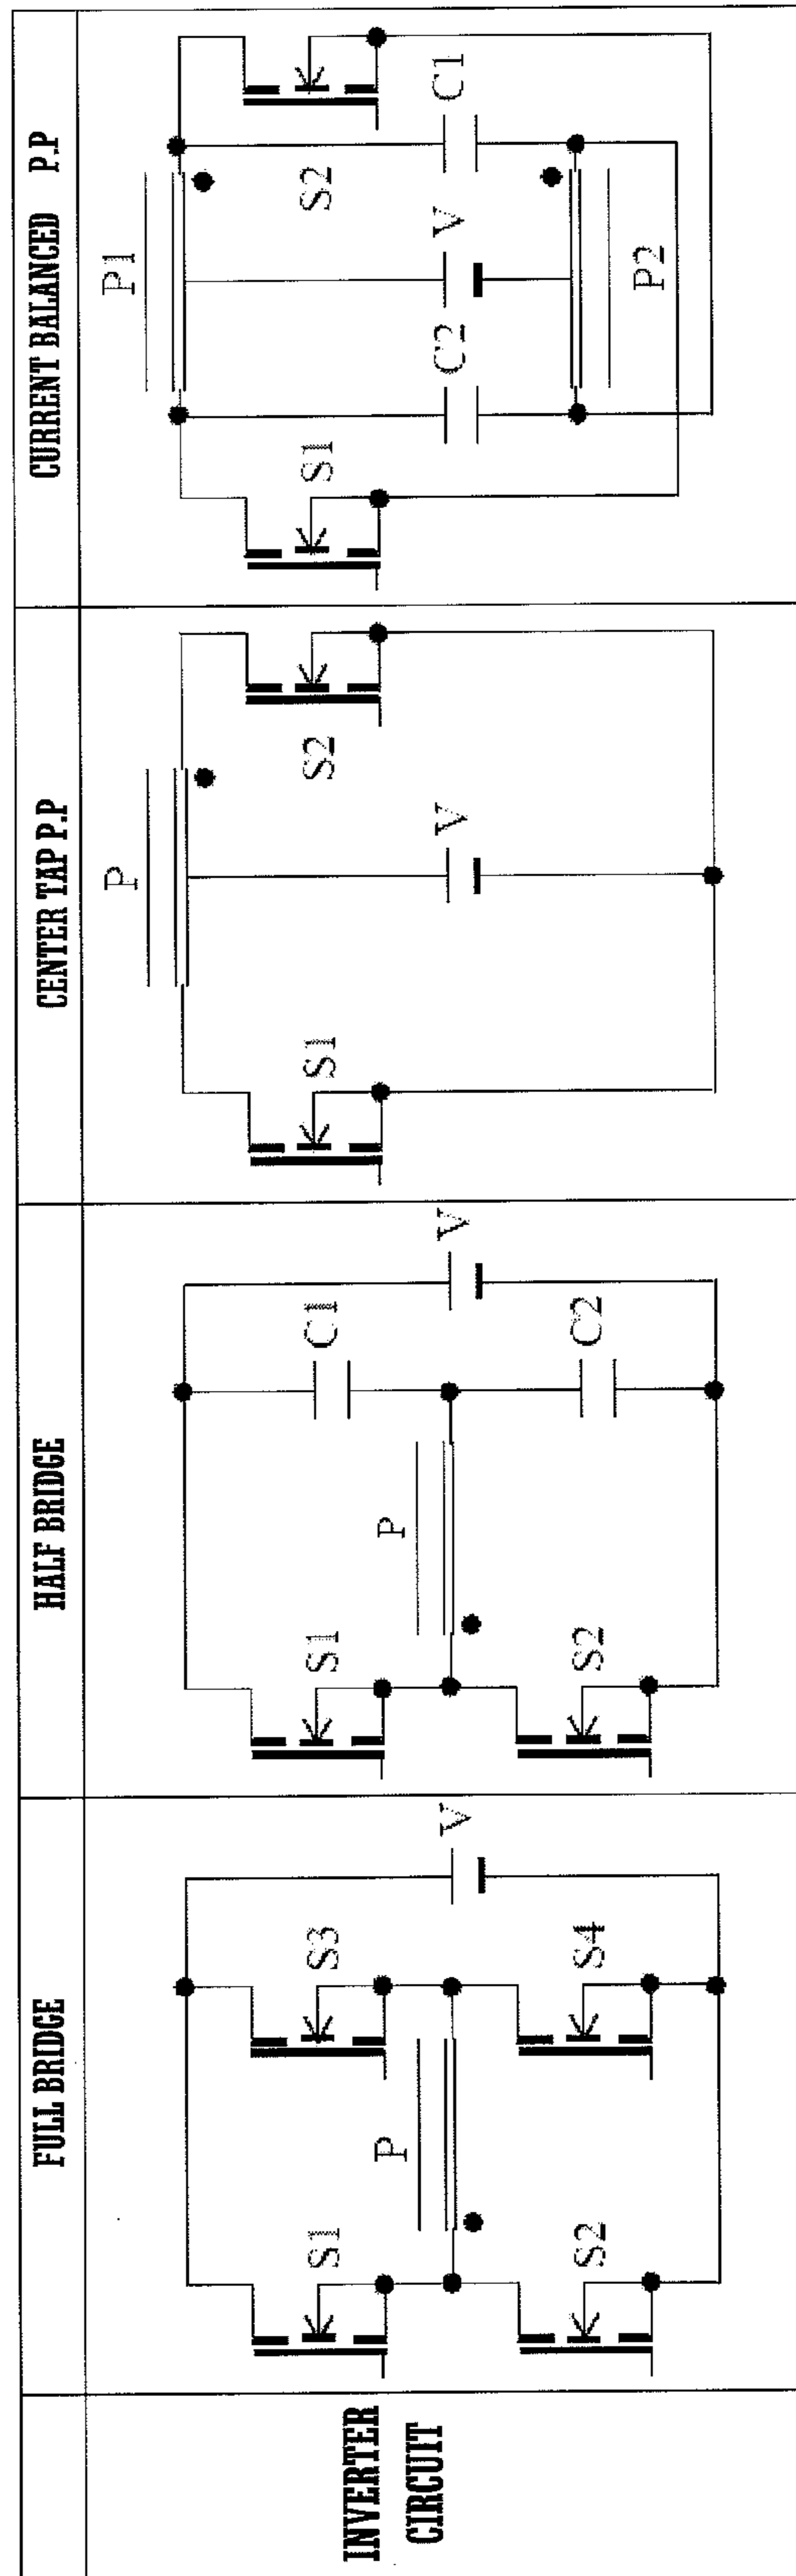 FULL BRIDGE
HALF BRIDGE
CENTER TAP P.P
CURRENT BALANCED P.P
INVERTER
CIRCUIT
S1
S3
P
V
S2
S4
S1
C1
P
V
S2
C2
P
S1
S2
V
P1
S1
S2
C2
V
C1
P2